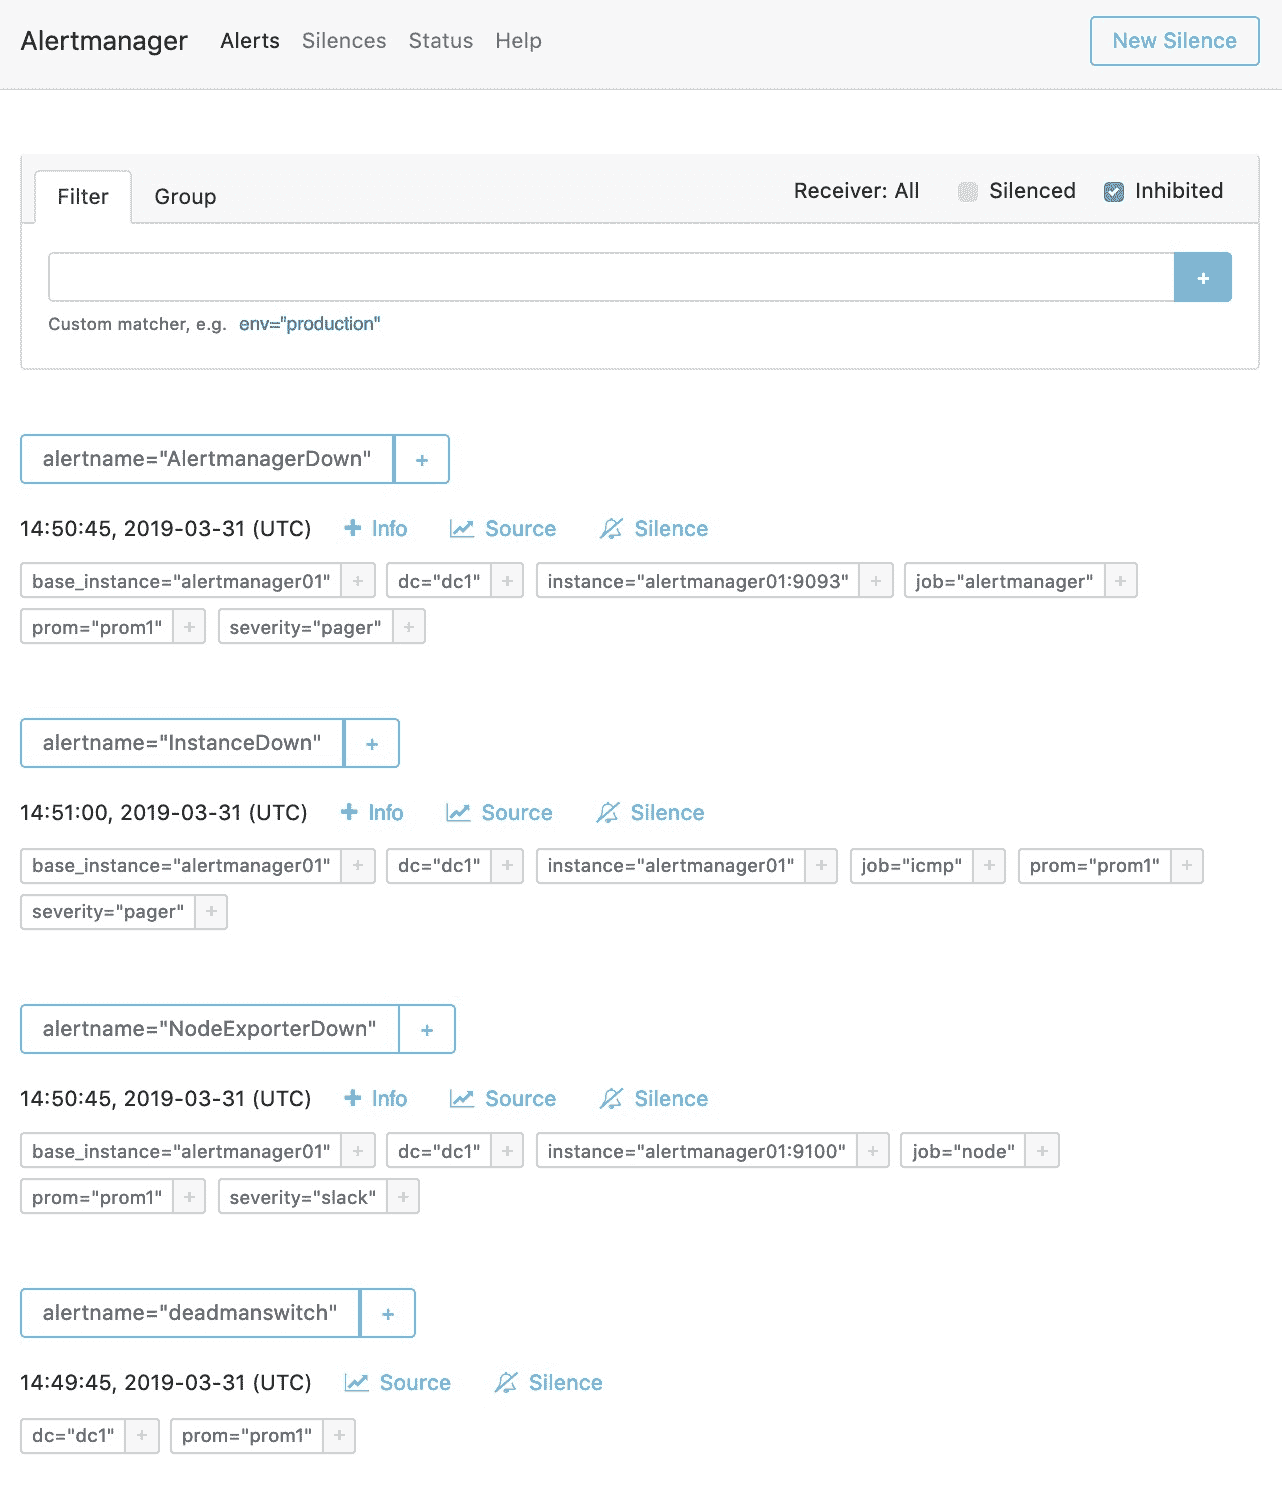 Alertmanager Alerts Silences Status Help New Silence
Filter Group Receiver: All Silenced Inhibited
+
Custom matcher, e.g. env="production"
alertname="AlertmanagerDown" +
14:50:45, 2019-03-31 (UTC) + Info Source Silence
base_instance="alertmanager01" + dc="dc1" + instance="alertmanager01:9093" + job="alertmanager" +
prom="prom1" + severity="pager" +
alertname="InstanceDown" +
14:51:00, 2019-03-31 (UTC) + Info Source Silence
base_instance="alertmanager01" + dc="dc1" + instance="alertmanager01" + job="icmp" + prom="prom1" +
severity="pager" +
alertname="NodeExporterDown" +
14:50:45, 2019-03-31 (UTC) + Info Source Silence
base_instance="alertmanager01" + dc="dc1" + instance="alertmanager01:9100" + job="node" +
prom="prom1" + severity="slack" +
alertname="deadmanswitch" +
14:49:45, 2019-03-31 (UTC) Source Silence
dc="dc1" + prom="prom1" +